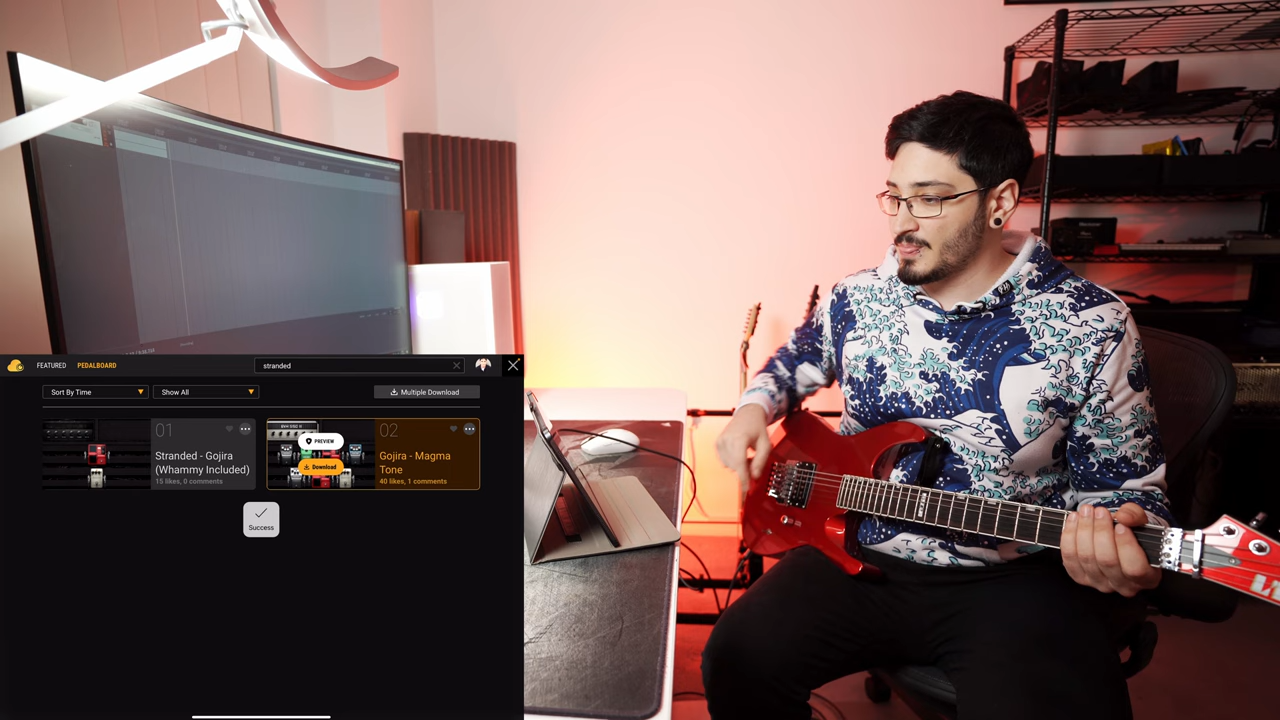 FEATURED PEDALBOARD stranded
Sort By Time Show All Multiple Download
01
Stranded - Gojira
(Whammy Included)
15 likes, 0 comments
PREVIEW
Download
02
Gojira - Magma
Tone
40 likes, 1 comments
Success